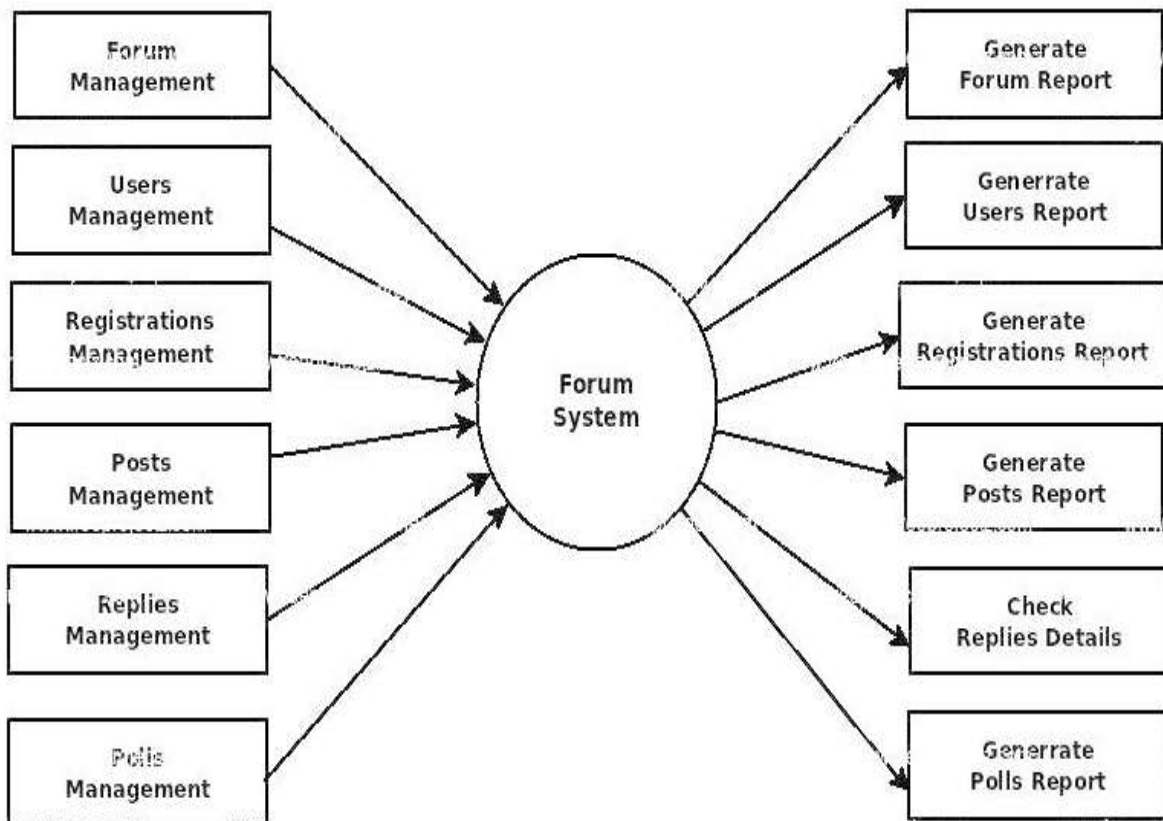 Forum
Management
Users
Management
Registrations
Management
Posts
Management
Replies
Management
Polls
Management
Forum
System
Generate
Forum Report
Generrate
Users Report
Generate
Registrations Report
Generate
Posts Report
Check
Replies Details
Generrate
Polls Report